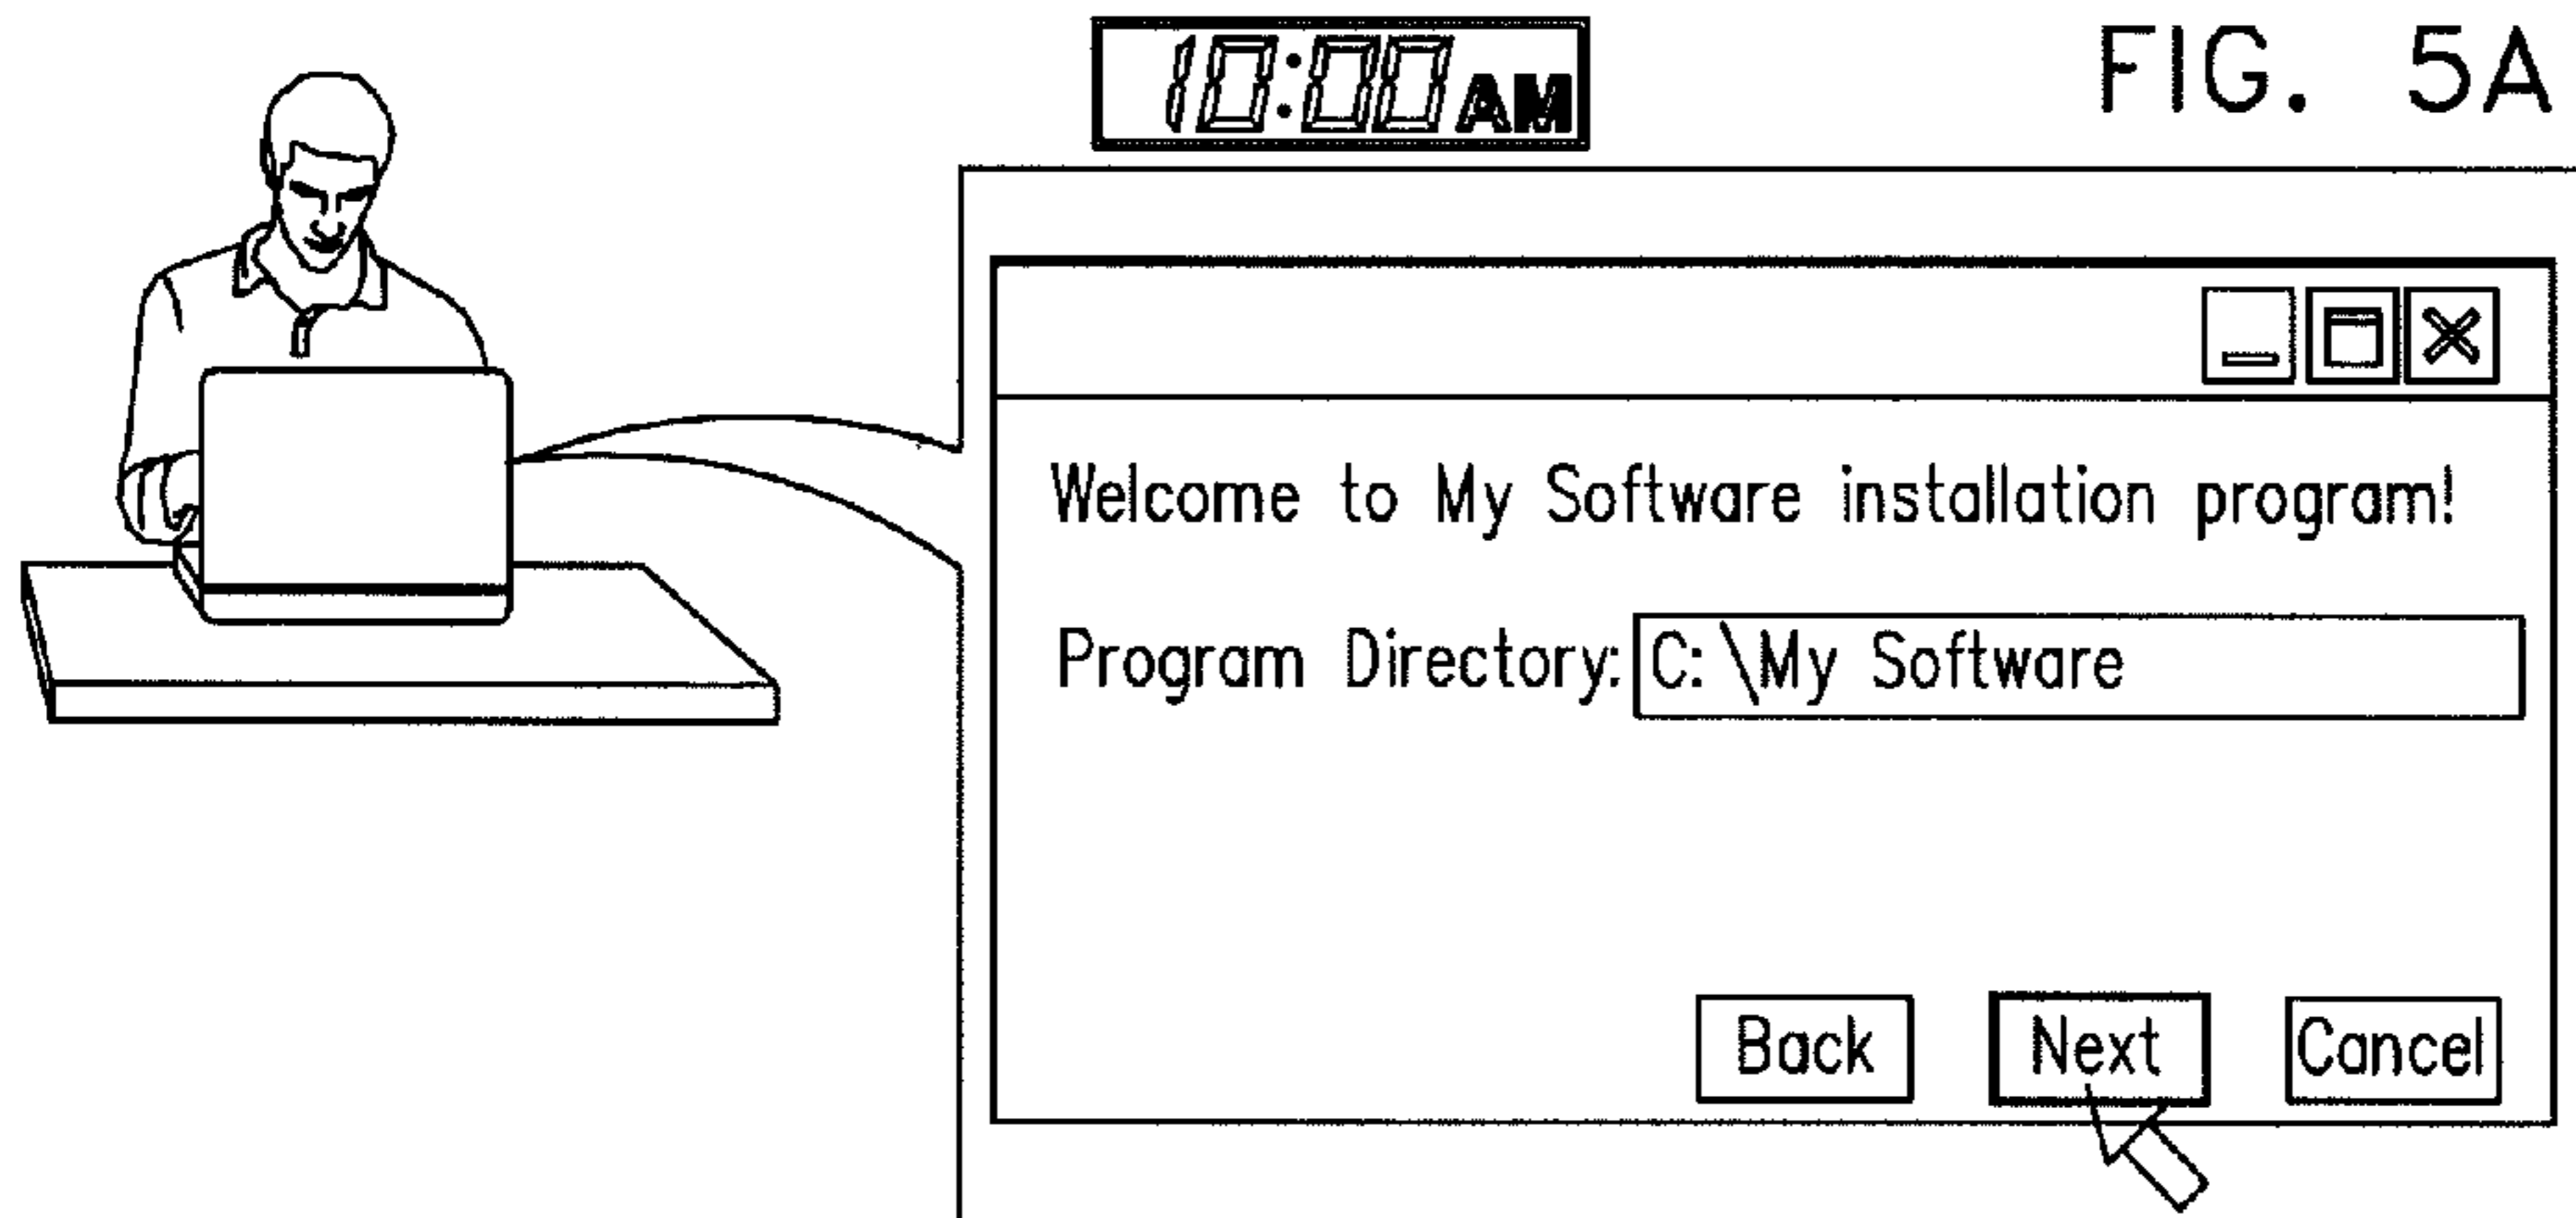 10:00 AM
FIG. 5A
Welcome to My Software installation program!
Program Directory: C:\My Software
Back Next Cancel